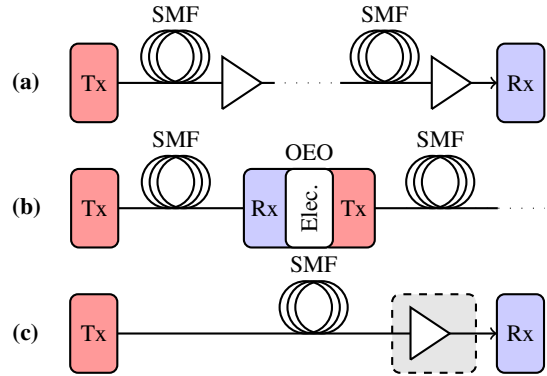 SMF SMF
(a) Tx Rx
SMF OEO SMF
(b) Tx Rx Elec. Tx
SMF
(c) Tx Rx